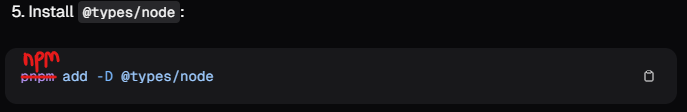 5. Install @types/node:
npm
pnpm add -D @types/node